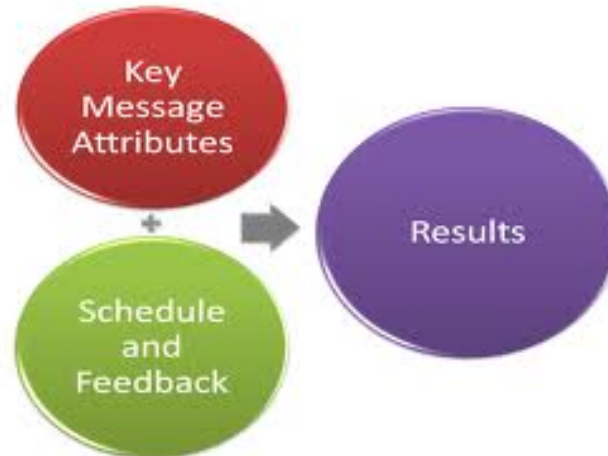 Key
Message
Attributes
+
Schedule
and
Feedback
Results